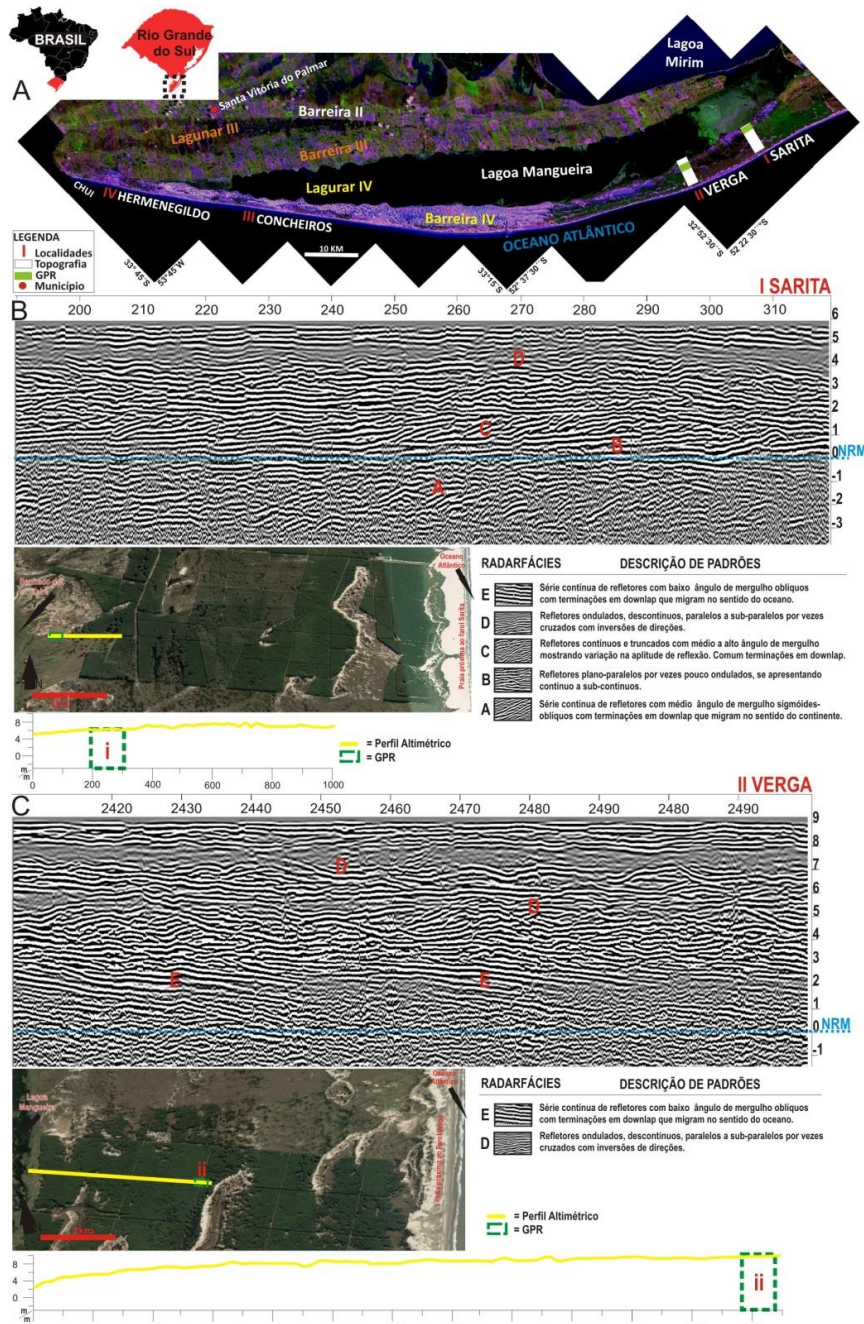 BRASIL
Rio Grande
do Sul
A
Santa Vitória do Palmar
Lagunar III
Barreira II
Barreira III
Lagoa
Mirim
Lagoa Mangueira
Lagurar IV
Barreira IV
CHUI
IV HERMENEGILDO
III CONCHEIROS
I SARITA
II VERGA
OCEANO ATLÂNTICO
10 KM
LEGENDA
I Localidades
Topografia
GPR
Município
33° 45 S
53°45 W
33°15 S
52° 37' 30'' S
32°52 30'' S
52 22 30''°S
I SARITA
B
200 210 220 230 240 250 260 270 280 290 300 310
6
5
4
3
2
1
0
NRM
-1
-2
-3
D
C
B
A
Oceano
Atlântico
Praia próxima ao farol Sarita
RADARFÁCIES DESCRIÇÃO DE PADRÕES
E Série contínua de refletores com baixo ângulo de mergulho oblíquos
com terminações em downlap que migram no sentido do oceano.
D Refletores ondulados, descontínuos, paralelos a sub-paralelos por vezes
cruzados com inversões de direções.
C Refletores contínuos e truncados com médio a alto ângulo de mergulho
mostrando variação na aplitude de reflexão. Comum terminações em downlap.
B Refletores plano-paralelos por vezes pouco ondulados, se apresentando
contínuo a sub-contínuos.
A Série contínua de refletores com médio ângulo de mergulho sigmóides-
oblíquos com terminações em downlap que migram no sentido do continente.
8
4
0
m
m
i
0 200 400 600 800 1000
= Perfil Altimétrico
= GPR
II VERGA
C
2420 2430 2440 2450 2460 2470 2480 2490 2480 2490
9
8
7
6
5
4
3
2
1
0
NRM
-1
D
D
E
E
Lagoa
Mangueira
ii
Oceano
Atlântico
RADARFÁCIES DESCRIÇÃO DE PADRÕES
E Série contínua de refletores com baixo ângulo de mergulho oblíquos
com terminações em downlap que migram no sentido do oceano.
D Refletores ondulados, descontínuos, paralelos a sub-paralelos por vezes
cruzados com inversões de direções.
= Perfil Altimétrico
= GPR
8
4
0
m
m
ii